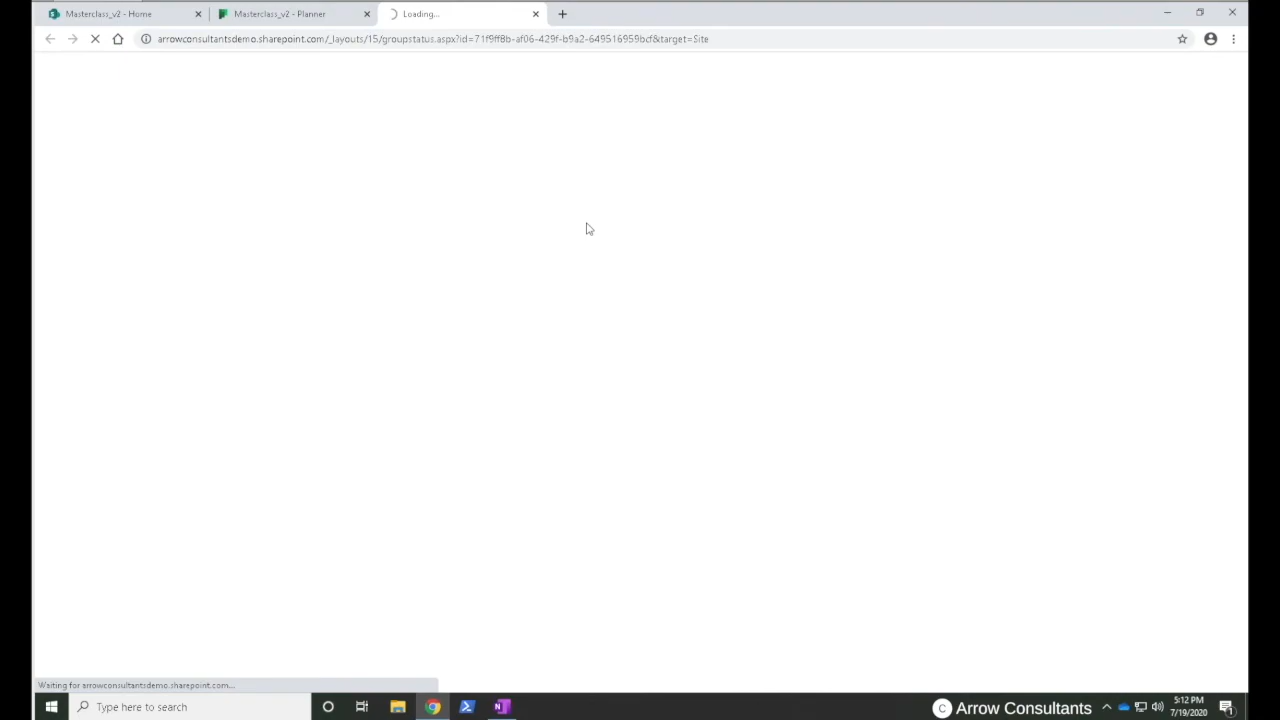 Masterclass_v2 - Home
Masterclass_v2 - Planner
Loading...
arrowconsultantsdemo.sharepoint.com/_layouts/15/groupstatus.aspx?id=71f9ff8b-af06-429f-b9a2-649516959bcf&target=Site
Waiting for arrowconsultantsdemo.sharepoint.com...
Type here to search
C Arrow Consultants
5:12 PM
7/19/2020
1